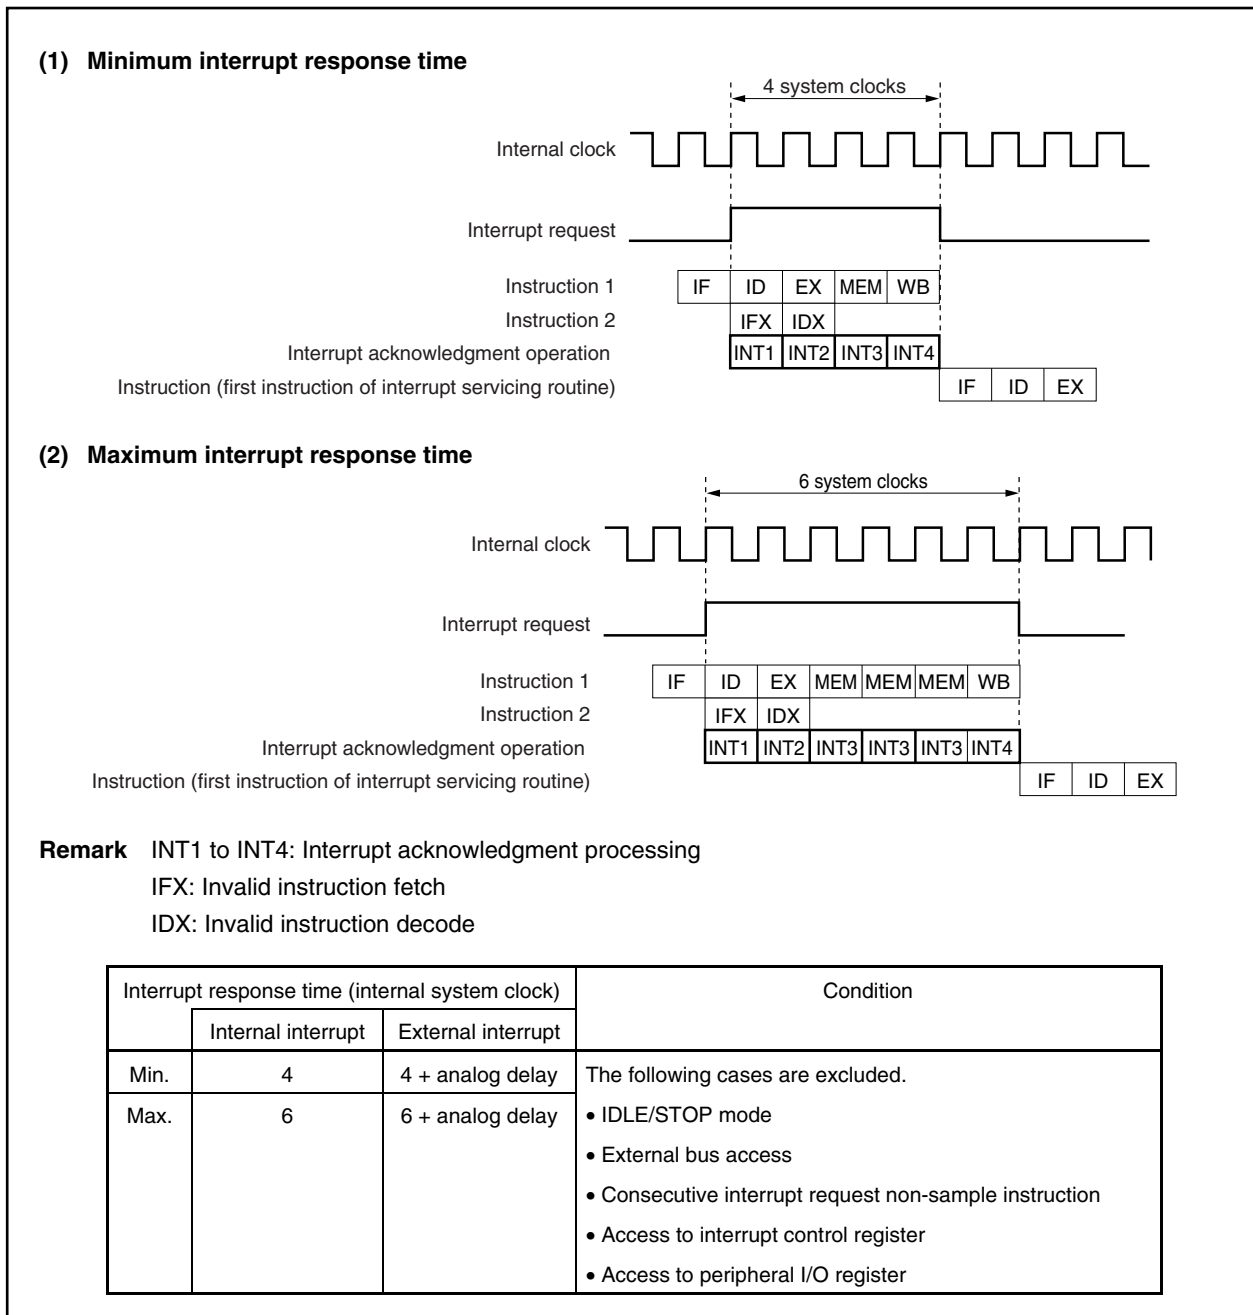 (1) Minimum interrupt response time
4 system clocks
Internal clock
Interrupt request
Instruction 1 IF ID EX MEM WB
Instruction 2 IFX IDX
Interrupt acknowledgment operation INT1 INT2 INT3 INT4
Instruction (first instruction of interrupt servicing routine) IF ID EX
(2) Maximum interrupt response time
6 system clocks
Internal clock
Interrupt request
Instruction 1 IF ID EX MEM MEM MEM WB
Instruction 2 IFX IDX
Interrupt acknowledgment operation INT1 INT2 INT3 INT3 INT3 INT4
Instruction (first instruction of interrupt servicing routine) IF ID EX
Remark INT1 to INT4: Interrupt acknowledgment processing
IFX: Invalid instruction fetch
IDX: Invalid instruction decode
Interrupt response time (internal system clock) Condition
Internal interrupt External interrupt
Min. 4 4 + analog delay The following cases are excluded.
Max. 6 6 + analog delay • IDLE/STOP mode
• External bus access
• Consecutive interrupt request non-sample instruction
• Access to interrupt control register
• Access to peripheral I/O register